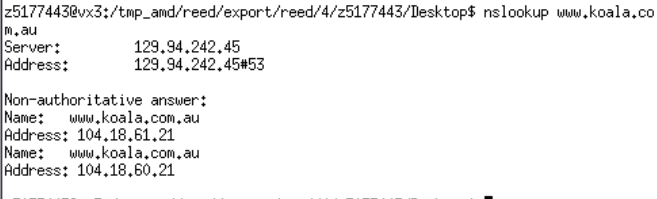 z5177443@vx3:/tmp_amd/reed/export/reed/4/z5177443/Desktop$ nslookup www.koala.co
m.au
Server: 129.94.242.45
Address: 129.94.242.45#53
Non-authoritative answer:
Name: www.koala.com.au
Address: 104.18.61.21
Name: www.koala.com.au
Address: 104.18.60.21